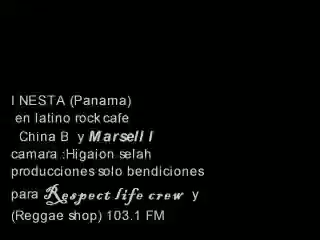 I NESTA (Panama)
en latino rock cafe
China B y Marsell I
camara :Higaion selah
producciones solo bendiciones
para Respect life crew y
(Reggae shop) 103.1 FM